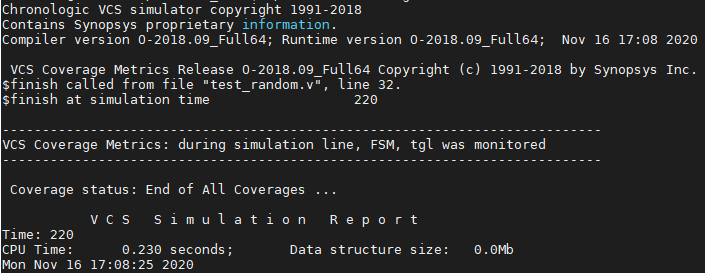 Chronologic VCS simulator copyright 1991-2018
Contains Synopsys proprietary information.
Compiler version O-2018.09_Full64; Runtime version O-2018.09_Full64;  Nov 16 17:08 2020
VCS Coverage Metrics Release O-2018.09_Full64 Copyright (c) 1991-2018 by Synopsys Inc.
$finish called from file "test_random.v", line 32.
$finish at simulation time                  220
---------------------------------------------------------------------------
VCS Coverage Metrics: during simulation line, FSM, tgl was monitored
---------------------------------------------------------------------------
Coverage status: End of All Coverages ...
V C S   S i m u l a t i o n   R e p o r t
Time: 220
CPU Time:      0.230 seconds;       Data structure size:   0.0Mb
Mon Nov 16 17:08:25 2020